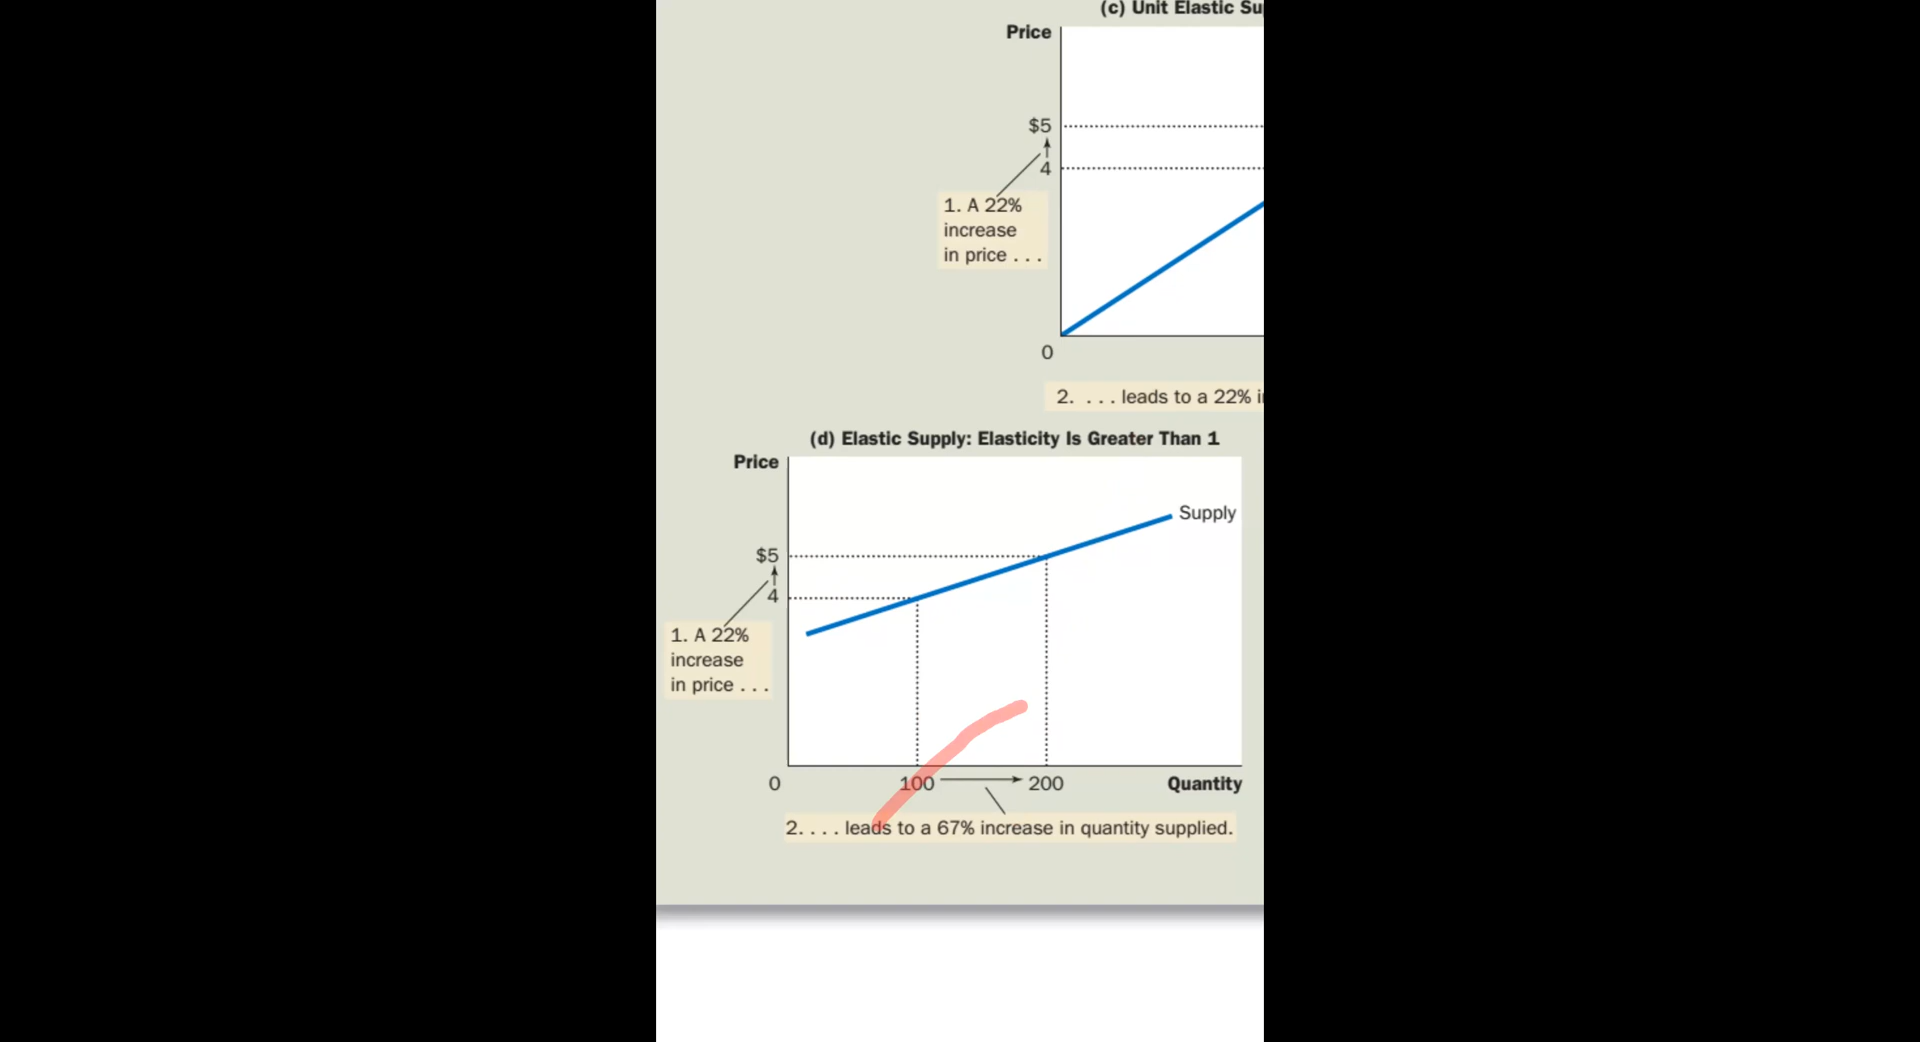 (c) Unit Elastic
Price
$5
4
1. A 22%
increase
in price . . .
0
2. . . . leads to a 22%
(d) Elastic Supply: Elasticity Is Greater Than 1
Price
Supply
$5
4
1. A 22%
increase
in price . . .
0
100
200
Quantity
2. . . . leads to a 67% increase in quantity supplied.